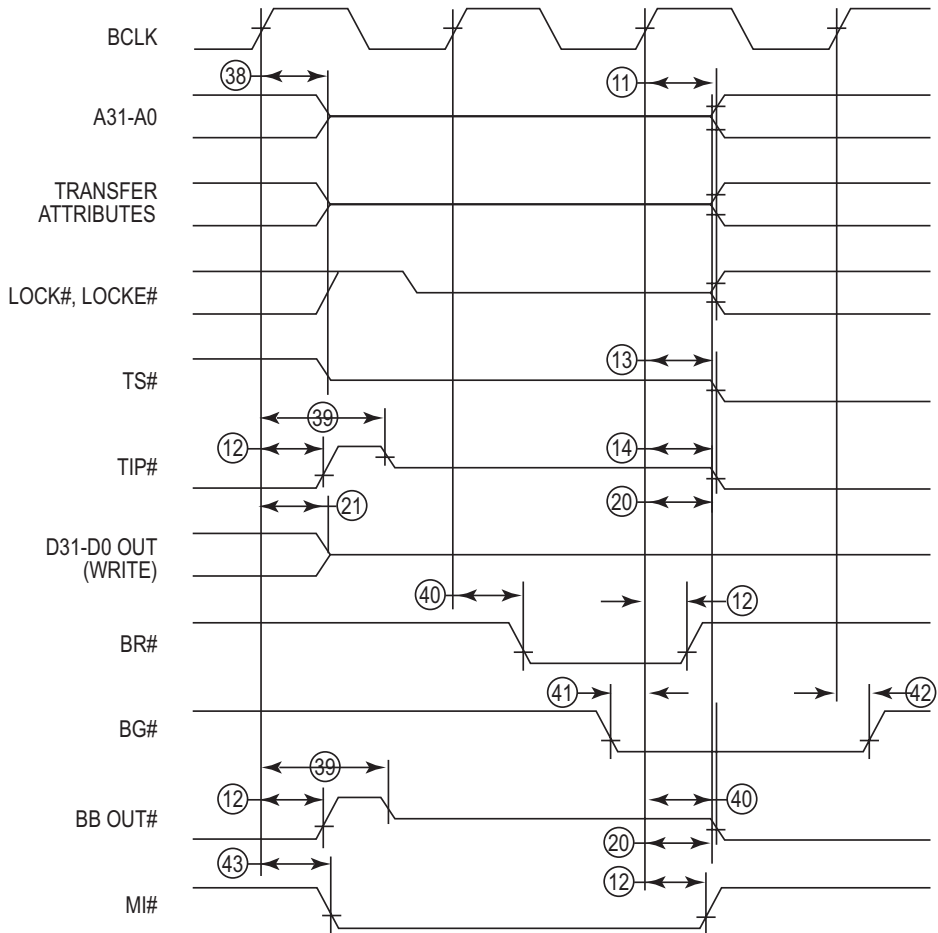 BCLK
38
11
A31-A0
TRANSFER
ATTRIBUTES
LOCK#, LOCKE#
13
TS#
39
12
14
TIP#
21
20
D31-D0 OUT
(WRITE)
40
12
BR#
41
42
BG#
39
12
40
BB OUT#
20
43
12
MI#